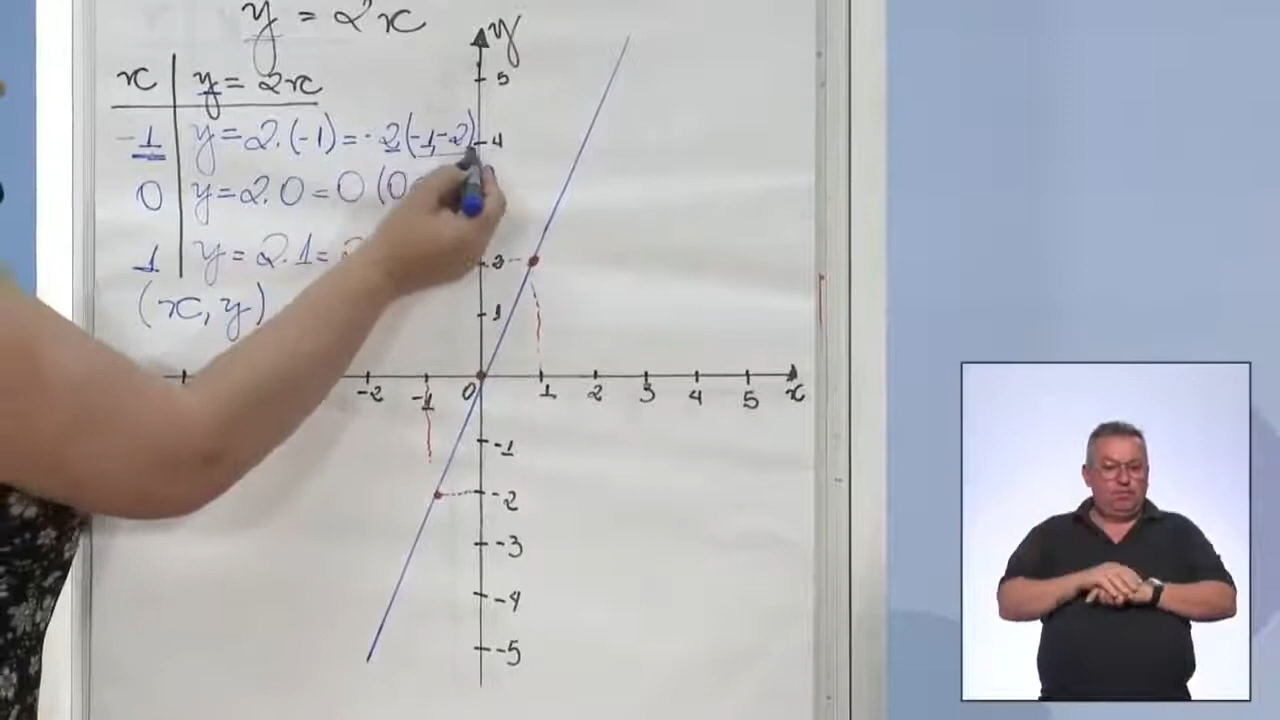 y = 2x
x | y = 2x
-1 | y = 2.(-1) = -2 (-1,-2)
0 | y = 2.0 = 0 (0
1 | y = 2.1 =
(x, y)
y
5
4
2
1
-2 -1 0 1 2 3 4 5 x
-1
-2
-3
-4
-5